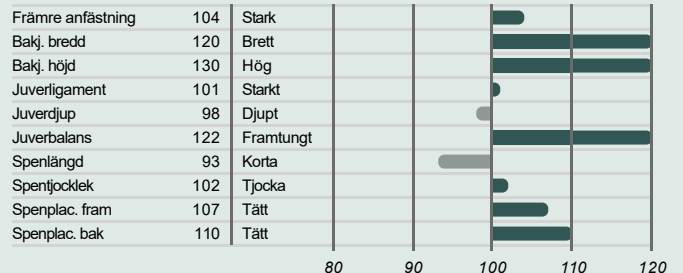 Främre anfästning 104 Stark
Bakj. bredd 120 Brett
Bakj. höjd 130 Hög
Juverligament 101 Starkt
Juverdjup 98 Djupt
Juverbalans 122 Framtungt
Spenlängd 93 Korta
Spentjocklek 102 Tjocka
Spenplac. fram 107 Tätt
Spenplac. bak 110 Tätt
80 90 100 110 120